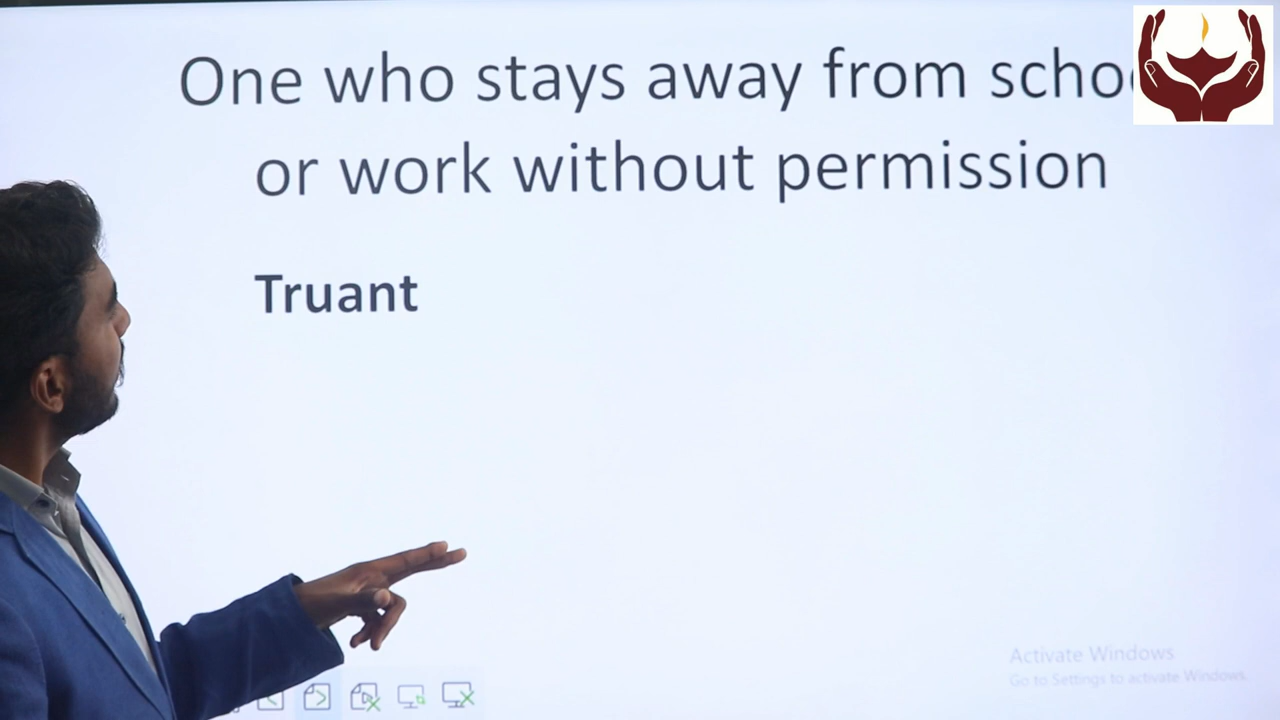 One who stays away from schoo
or work without permission
Truant
Activate Windows
Go to Settings to activate Windows.